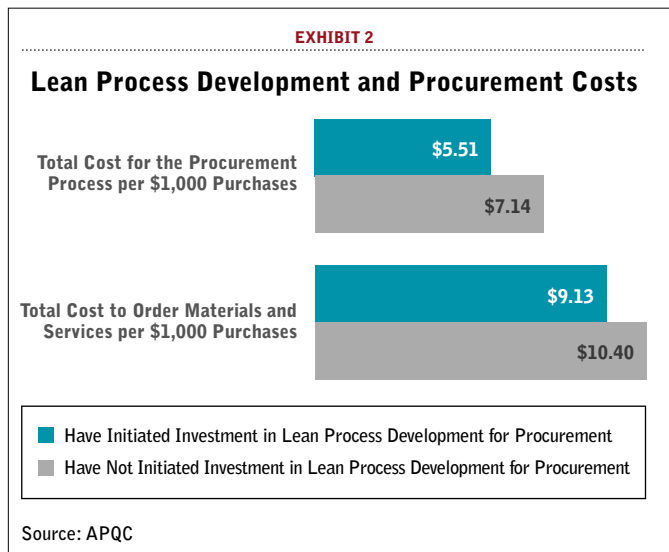 EXHIBIT 2
Lean Process Development and Procurement Costs
Total Cost for the Procurement
Process per $1,000 Purchases
$5.51
$7.14
Total Cost to Order Materials and
Services per $1,000 Purchases
$9.13
$10.40
Have Initiated Investment in Lean Process Development for Procurement
Have Not Initiated Investment in Lean Process Development for Procurement
Source: APQC